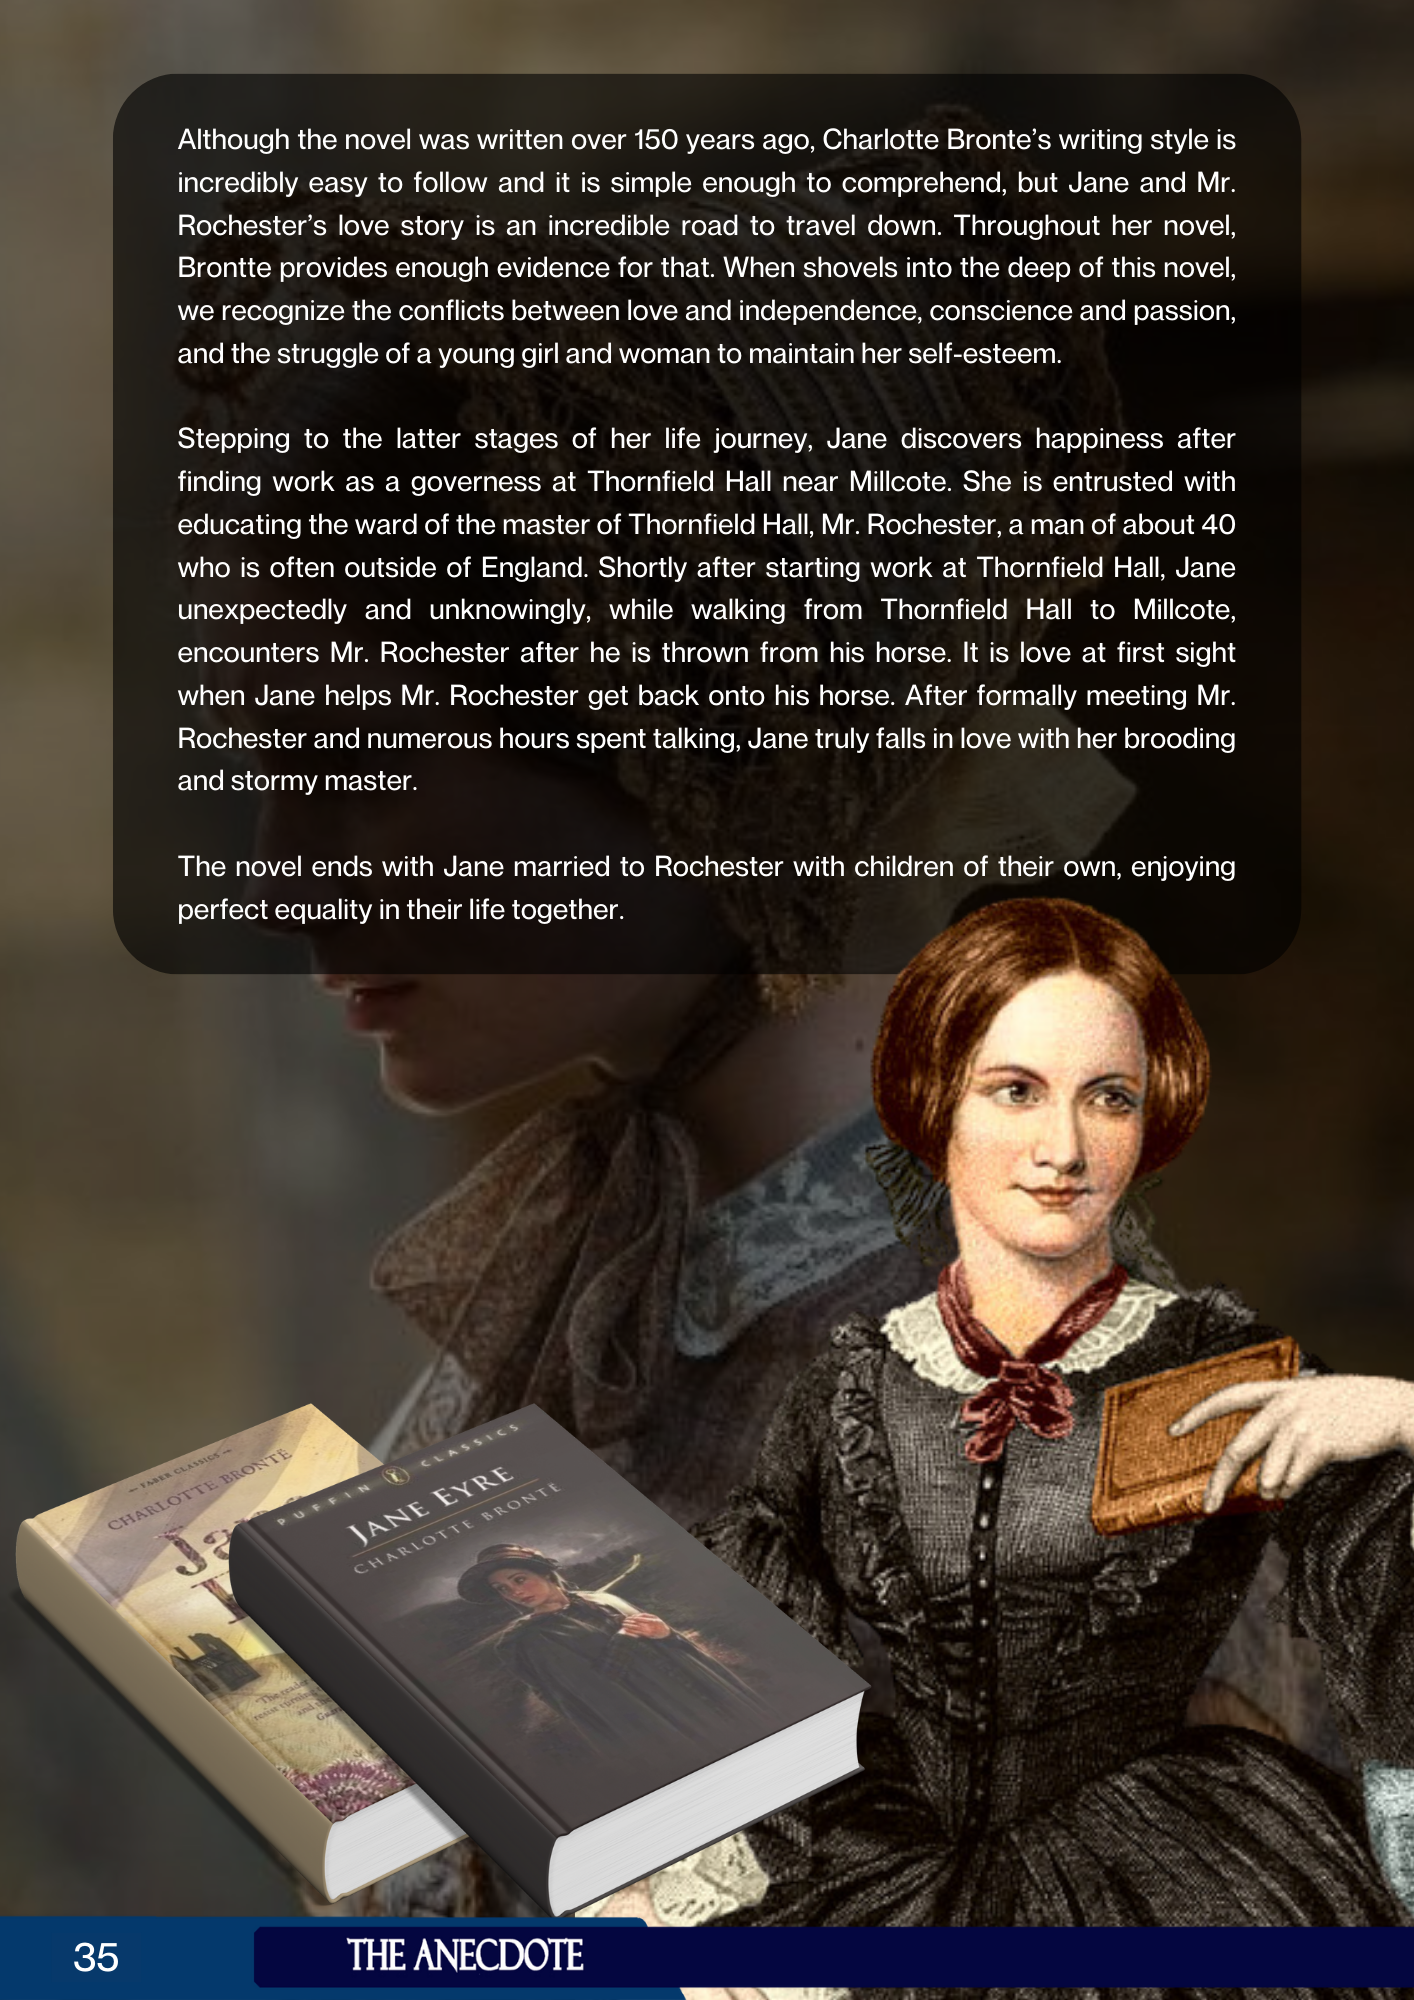 Although the novel was written over 150 years ago, Charlotte Bronte’s writing style is
incredibly easy to follow and it is simple enough to comprehend, but Jane and Mr.
Rochester’s love story is an incredible road to travel down. Throughout her novel,
Brontte provides enough evidence for that. When shovels into the deep of this novel,
we recognize the conflicts between love and independence, conscience and passion,
and the struggle of a young girl and woman to maintain her self-esteem.
Stepping to the latter stages of her life journey, Jane discovers happiness after
finding work as a governess at Thornfield Hall near Millcote. She is entrusted with
educating the ward of the master of Thornfield Hall, Mr. Rochester, a man of about 40
who is often outside of England. Shortly after starting work at Thornfield Hall, Jane
unexpectedly and unknowingly, while walking from Thornfield Hall to Millcote,
encounters Mr. Rochester after he is thrown from his horse. It is love at first sight
when Jane helps Mr. Rochester get back onto his horse. After formally meeting Mr.
Rochester and numerous hours spent talking, Jane truly falls in love with her brooding
and stormy master.
The novel ends with Jane married to Rochester with children of their own, enjoying
perfect equality in their life together.
FABER CLASSICS
CHARLOTTE BRONTË
PUFFIN CLASSICS
JANE EYRE
CHARLOTTE BRONTË
35
THE ANECDOTE